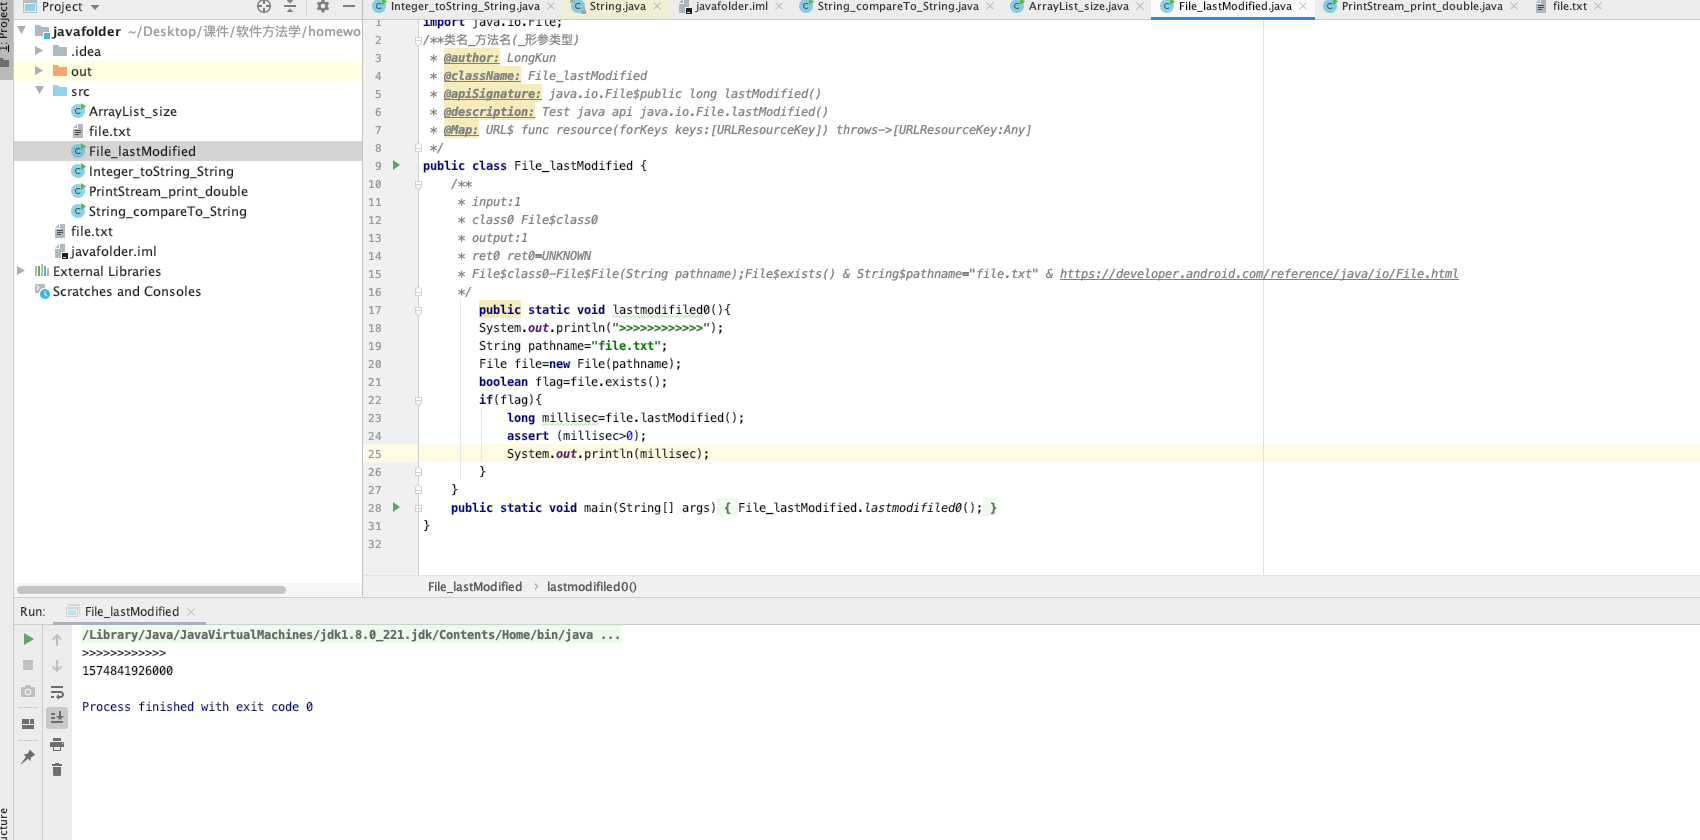 Project
Integer_toString_String.java
String.java
javafolder.iml
String_compareTo_String.java
ArrayList_size.java
File_lastModified.java
PrintStream_print_double.java
file.txt
1: Project
javafolder ~/Desktop/课件/软件方法学/homewo
.idea
out
src
ArrayList_size
file.txt
File_lastModified
Integer_toString_String
PrintStream_print_double
String_compareTo_String
file.txt
javafolder.iml
External Libraries
Scratches and Consoles
1 import java.io.File;
2 /**类名_方法名(_形参类型)
3 * @author: LongKun
4 * @className: File_lastModified
5 * @apiSignature: java.io.File$public long lastModified()
6 * @description: Test java api java.io.File.lastModified()
7 * @Map: URL$ func resource(forKeys keys:[URLResourceKey]) throws->[URLResourceKey:Any]
8 */
9 public class File_lastModified {
10 /**
11 * input:1
12 * class0 File$class0
13 * output:1
14 * ret0 ret0=UNKNOWN
15 * File$class0-File$File(String pathname);File$exists() & String$pathname="file.txt" & https://developer.android.com/reference/java/io/File.html
16 */
17 public static void lastmodifiled0(){
18 System.out.println(">>>>>>>>>>>>");
19 String pathname="file.txt";
20 File file=new File(pathname);
21 boolean flag=file.exists();
22 if(flag){
23 long millisec=file.lastModified();
24 assert (millisec>0);
25 System.out.println(millisec);
26 }
27 }
28 public static void main(String[] args) { File_lastModified.lastmodifiled0(); }
31 }
32
File_lastModified › lastmodifiled0()
Run: File_lastModified
/Library/Java/JavaVirtualMachines/jdk1.8.0_221.jdk/Contents/Home/bin/java ...
>>>>>>>>>>>>
1574841926000
Process finished with exit code 0